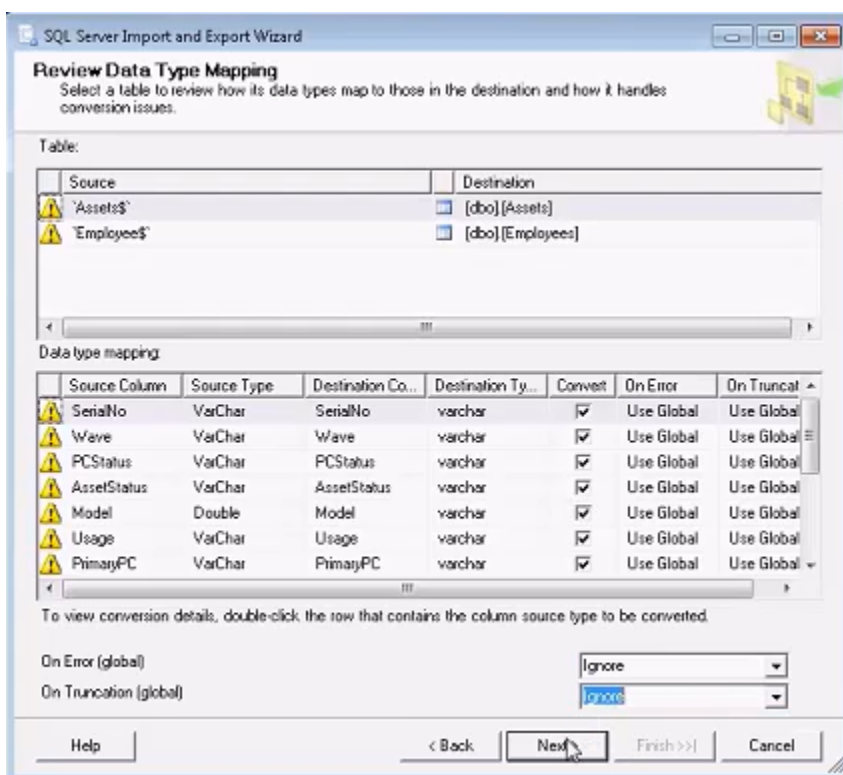 SQL Server Import and Export Wizard
Review Data Type Mapping
Select a table to review how its data types map to those in the destination and how it handles
conversion issues.
Table:
Source Destination
`Assets$` [dbo].[Assets]
`Employee$` [dbo].[Employees]
Data type mapping:
Source Column Source Type Destination Co... Destination Ty... Convert On Error On Truncat
SerialNo VarChar SerialNo varchar Use Global Use Global
Wave VarChar Wave varchar Use Global Use Global
PCStatus VarChar PCStatus varchar Use Global Use Global
AssetStatus VarChar AssetStatus varchar Use Global Use Global
Model Double Model varchar Use Global Use Global
Usage VarChar Usage varchar Use Global Use Global
PrimaryPC VarChar PrimaryPC varchar Use Global Use Global
To view conversion details, double-click the row that contains the column source type to be converted.
On Error (global) Ignore
On Truncation (global) Ignore
Help < Back Next Finish >>| Cancel